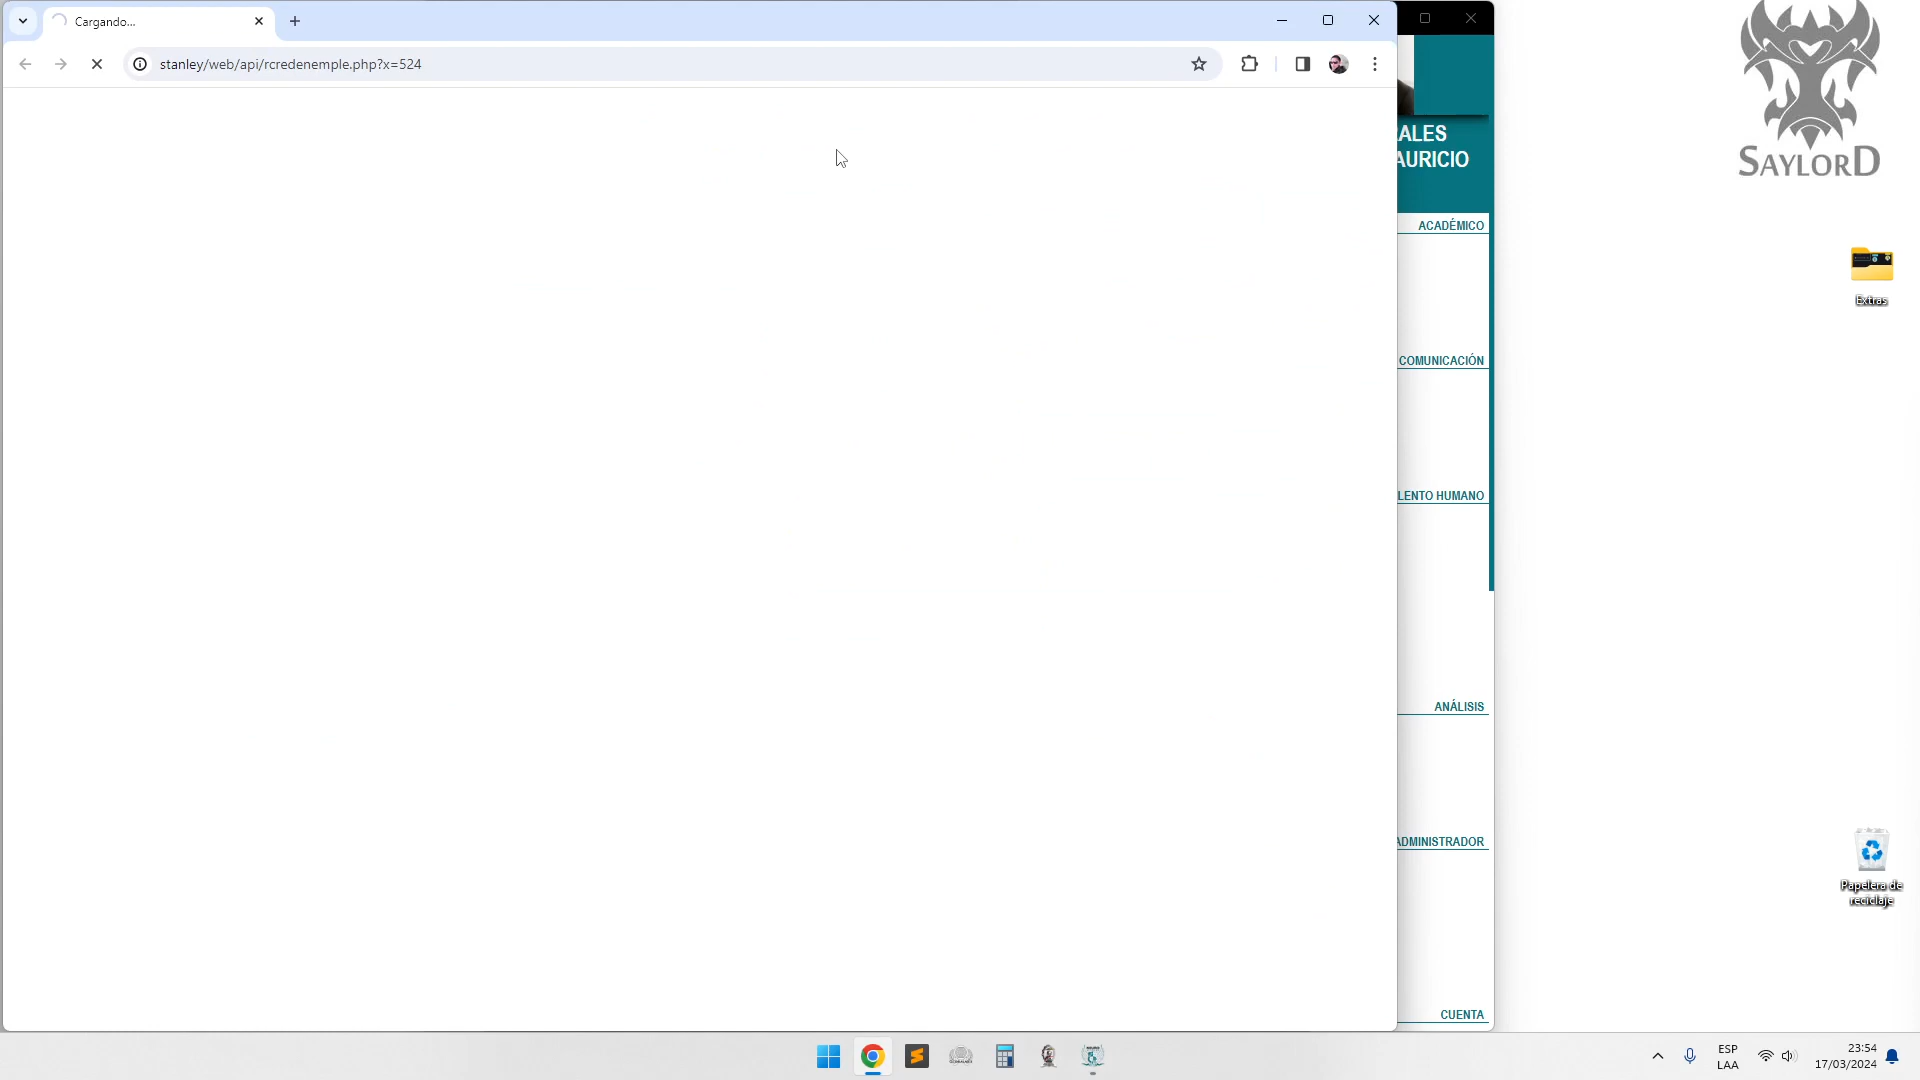 Cargando...
stanley/web/api/rcredenemple.php?x=524
RALES
AURICIO
ACADÉMICO
COMUNICACIÓN
LENTO HUMANO
ANÁLISIS
ADMINISTRADOR
CUENTA
SAYLORD
Extras
Papelera de
reciclaje
ESP
LAA
23:54
17/03/2024